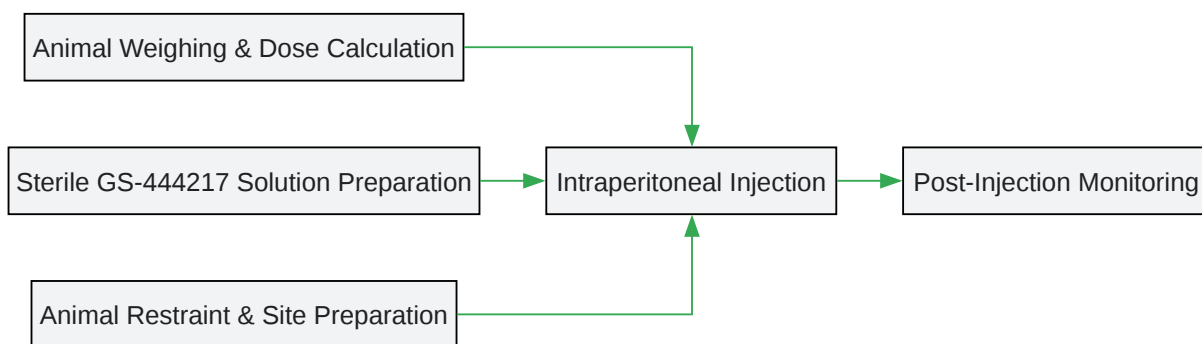 Animal Weighing & Dose Calculation
Sterile GS-444217 Solution Preparation
Intraperitoneal Injection
Post-Injection Monitoring
Animal Restraint & Site Preparation